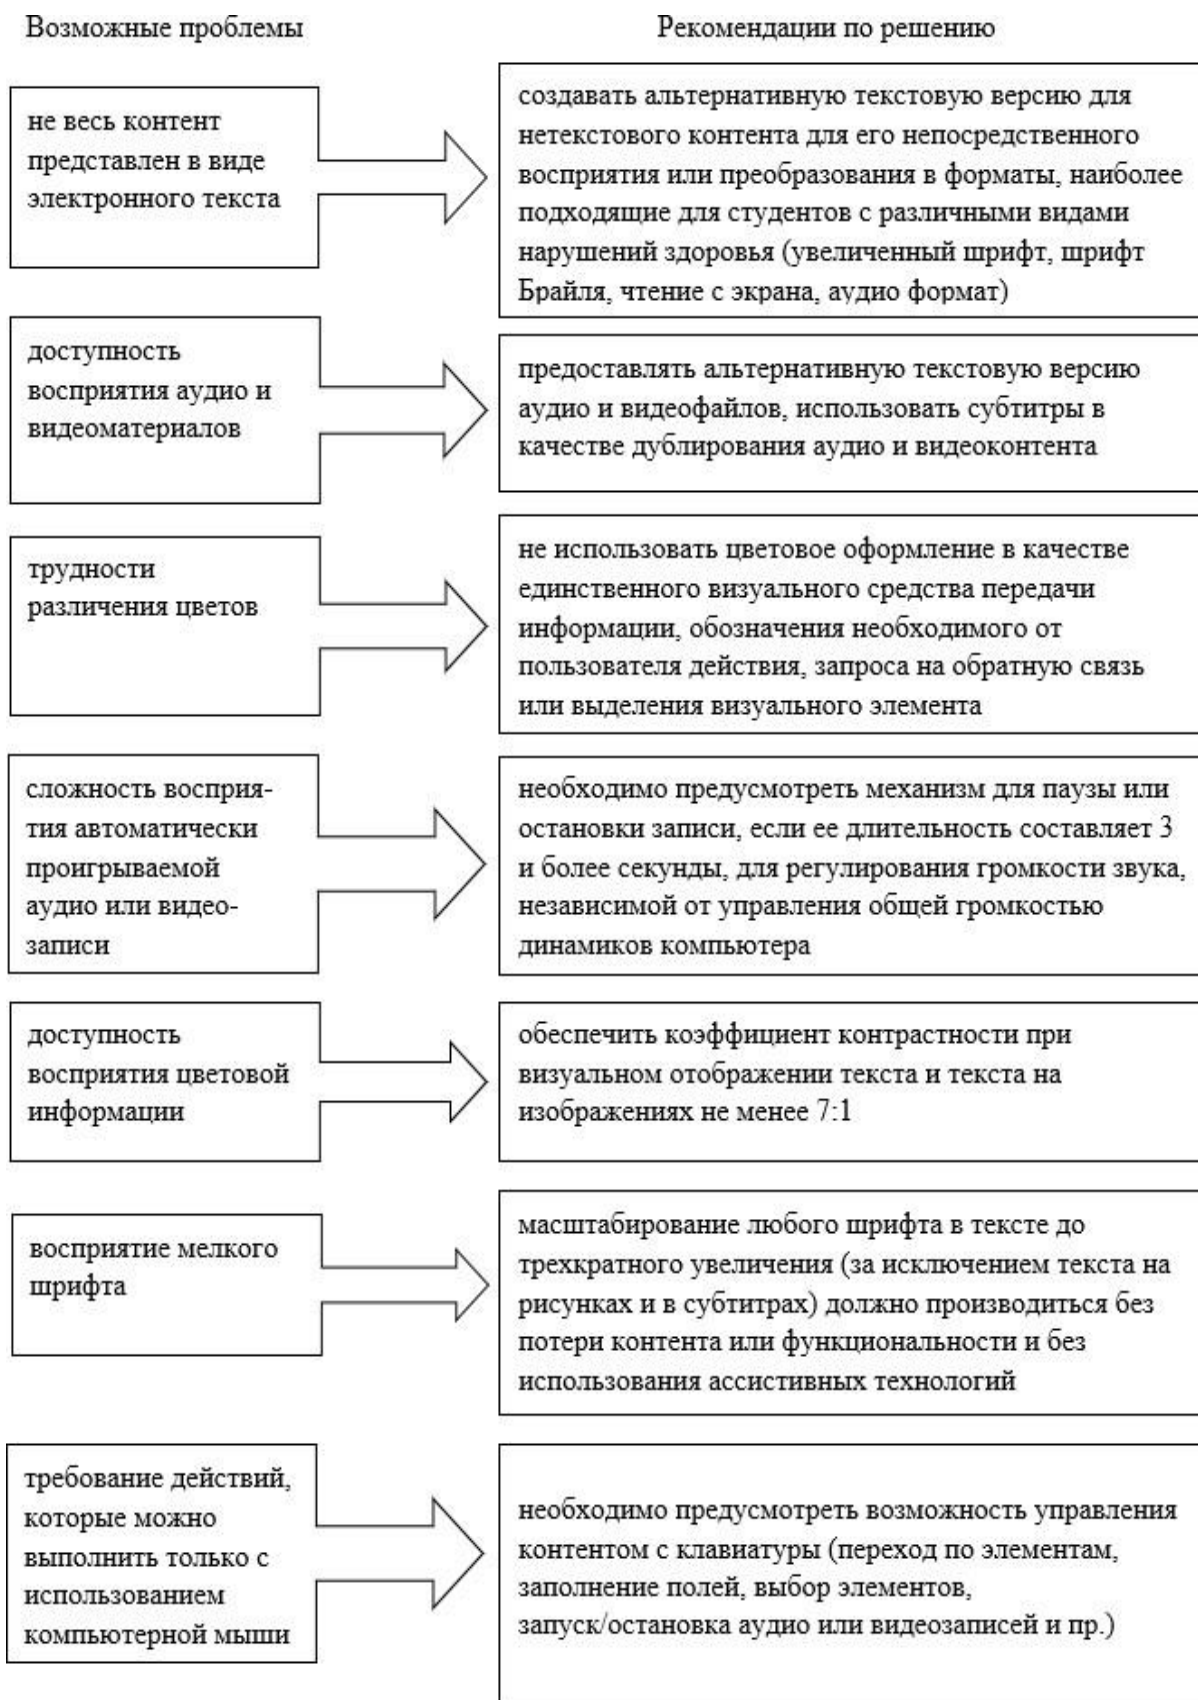 Возможные проблемы
Рекомендации по решению
не весь контент
представлен в виде
электронного текста
создавать альтернативную текстовую версию для
нетекстового контента для его непосредственного
восприятия или преобразования в форматы, наиболее
подходящие для студентов с различными видами
нарушений здоровья (увеличенный шрифт, шрифт
Брайля, чтение с экрана, аудио формат)
доступность
восприятия аудио и
видеоматериалов
предоставлять альтернативную текстовую версию
аудио и видеофайлов, использовать субтитры в
качестве дублирования аудио и видеоконтента
трудности
различения цветов
не использовать цветовое оформление в качестве
единственного визуального средства передачи
информации, обозначения необходимого от
пользователя действия, запроса на обратную связь
или выделения визуального элемента
сложность восприя-
тия автоматически
проигрываемой
аудио или видео-
записи
необходимо предусмотреть механизм для паузы или
остановки записи, если ее длительность составляет 3
и более секунды, для регулирования громкости звука,
независимой от управления общей громкостью
динамиков компьютера
доступность
восприятия цветовой
информации
обеспечить коэффициент контрастности при
визуальном отображении текста и текста на
изображениях не менее 7:1
восприятие мелкого
шрифта
масштабирование любого шрифта в тексте до
трехкратного увеличения (за исключением текста на
рисунках и в субтитрах) должно производиться без
потери контента или функциональности и без
использования ассистивных технологий
требование действий,
которые можно
выполнить только с
использованием
компьютерной мыши
необходимо предусмотреть возможность управления
контентом с клавиатуры (переход по элементам,
заполнение полей, выбор элементов,
запуск/остановка аудио или видеозаписей и пр.)